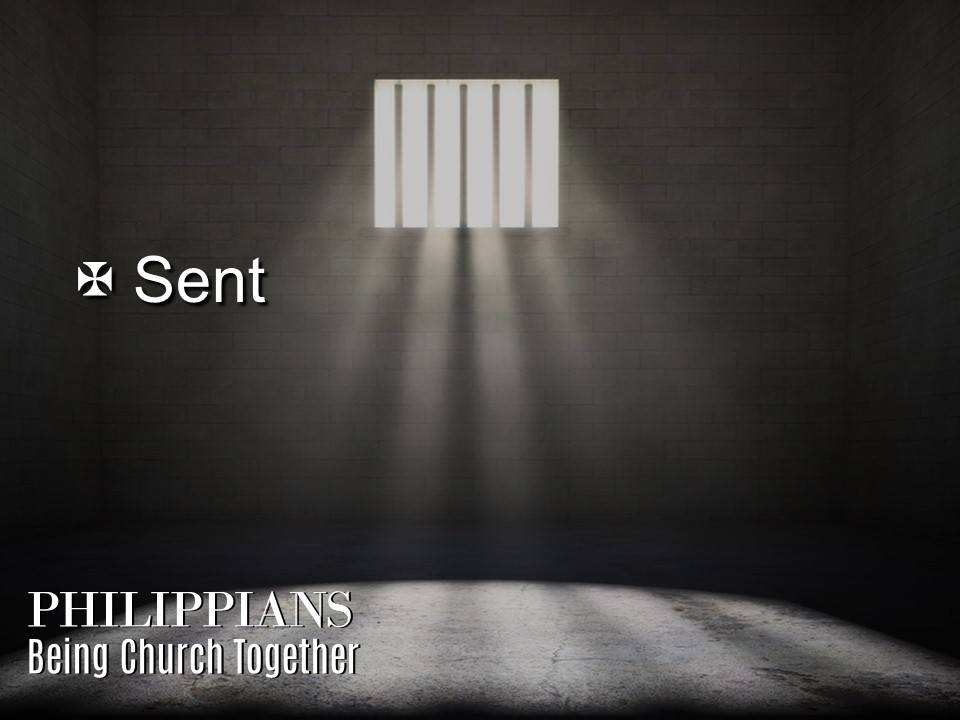 ✠ Sent
PHILIPPIANS
Being Church Together